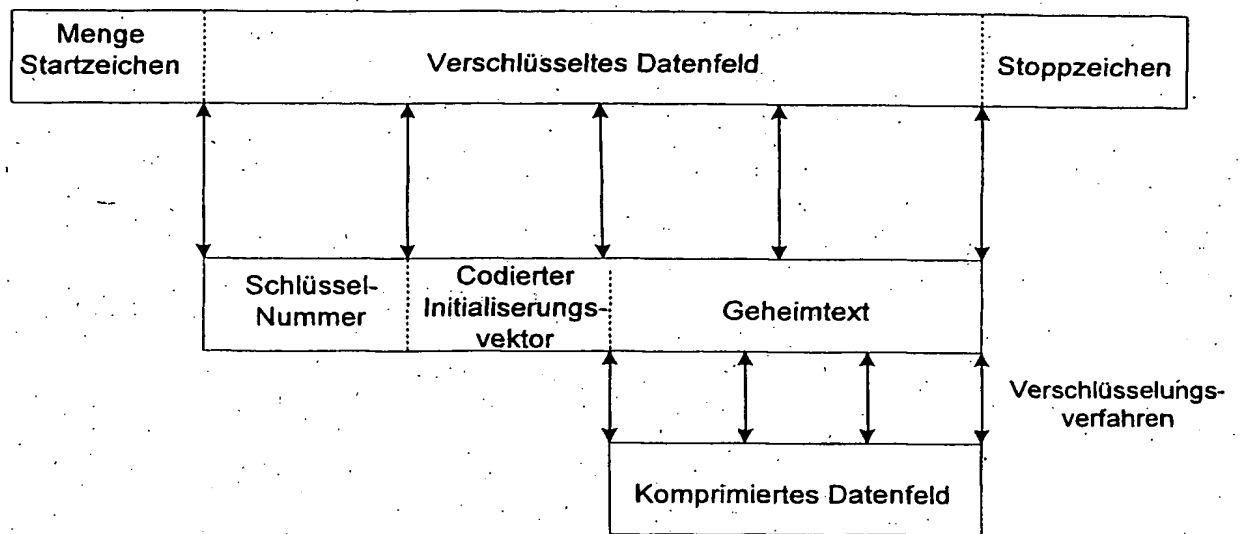 Menge
Startzeichen
Verschlüsseltes Datenfeld
Stoppzeichen
Schlüssel-
Nummer
Codierter
Initialiserungs-
vektor
Geheimtext
Verschlüsselungs-
verfahren
Komprimiertes Datenfeld